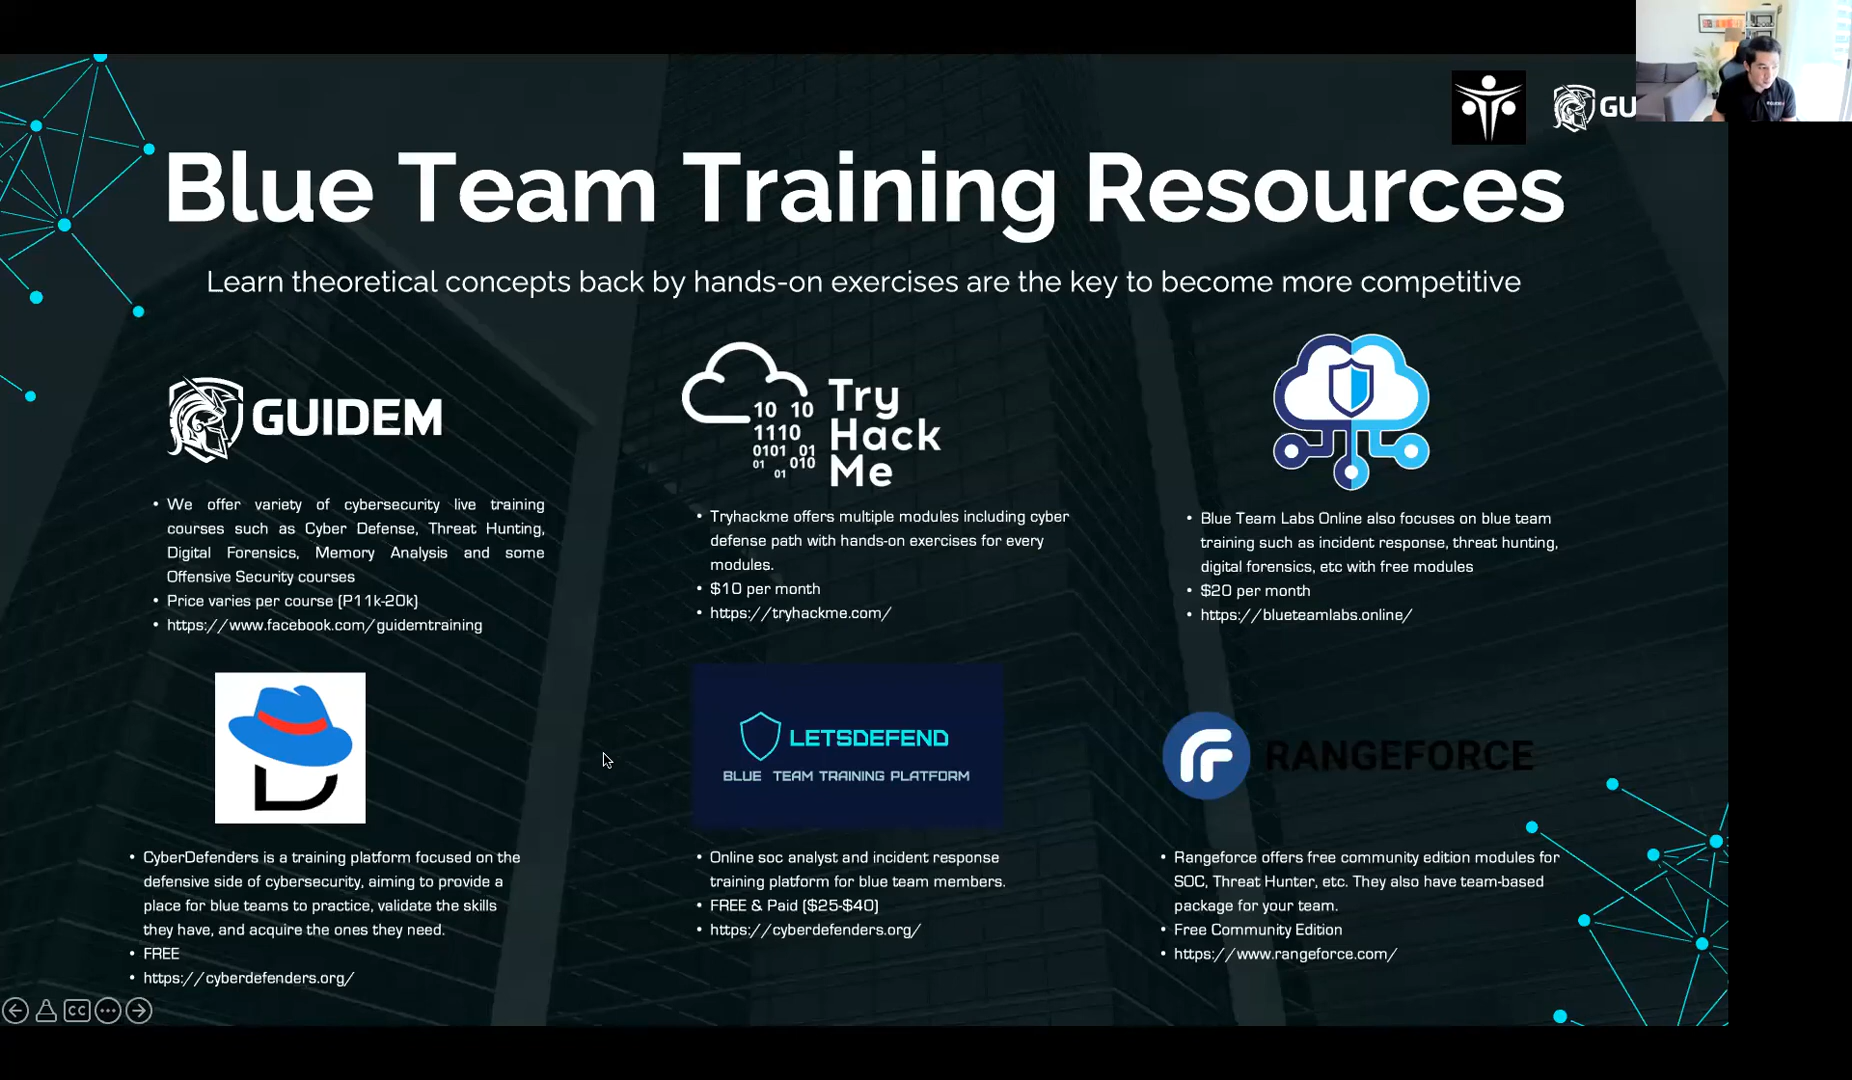 GU
Blue Team Training Resources
Learn theoretical concepts back by hands-on exercises are the key to become more competitive
GUIDEM
• We offer variety of cybersecurity live training
courses such as Cyber Defense, Threat Hunting,
Digital Forensics, Memory Analysis and some
Offensive Security courses
• Price varies per course (P11k-20k)
• https://www.facebook.com/guidemtraining
10 10
1110
0101 01
01 010
01
Try
Hack
Me
• Tryhackme offers multiple modules including cyber
defense path with hands-on exercises for every
modules.
• $10 per month
• https://tryhackme.com/
• Blue Team Labs Online also focuses on blue team
training such as incident response, threat hunting,
digital forensics, etc with free modules
• $20 per month
• https://blueteamlabs.online/
• CyberDefenders is a training platform focused on the
defensive side of cybersecurity, aiming to provide a
place for blue teams to practice, validate the skills
they have, and acquire the ones they need.
• FREE
• https://cyberdefenders.org/
LETSDEFEND
BLUE TEAM TRAINING PLATFORM
• Online soc analyst and incident response
training platform for blue team members.
• FREE & Paid ($25-$40)
• https://cyberdefenders.org/
RANGEFORCE
• Rangeforce offers free community edition modules for
SOC, Threat Hunter, etc. They also have team-based
package for your team.
• Free Community Edition
• https://www.rangeforce.com/
CC